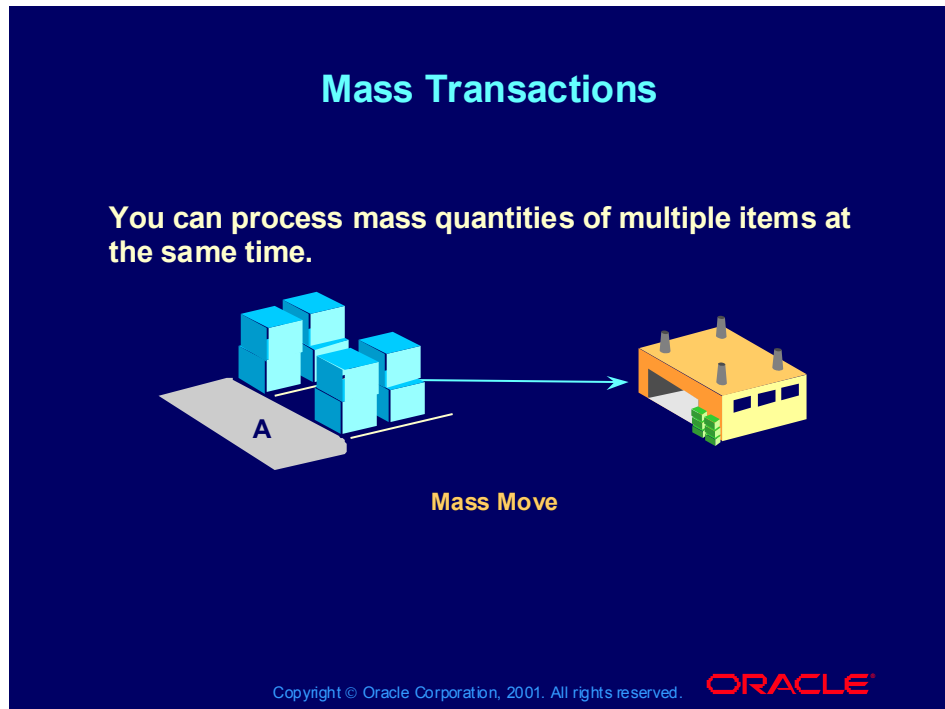 Mass Transactions
You can process mass quantities of multiple items at
the same time.
A
Mass Move
Copyright © Oracle Corporation, 2001. All rights reserved.
ORACLE®